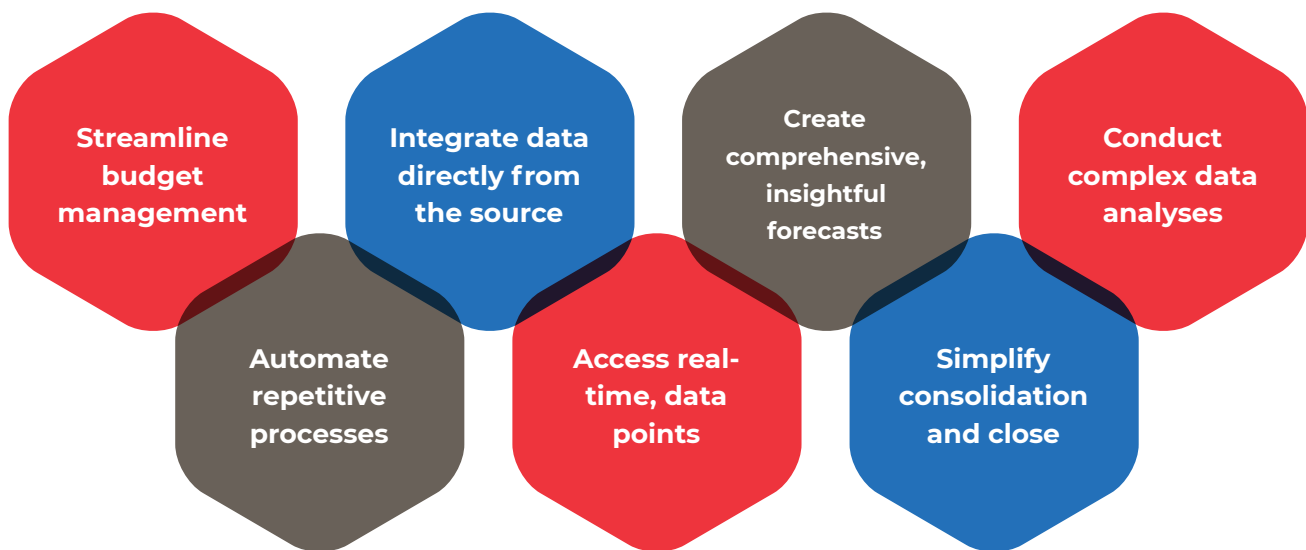 Streamline
budget
management
Integrate data
directly from
the source
Create
comprehensive,
insightful
forecasts
Conduct
complex data
analyses
Automate
repetitive
processes
Access real-
time, data
points
Simplify
consolidation
and close